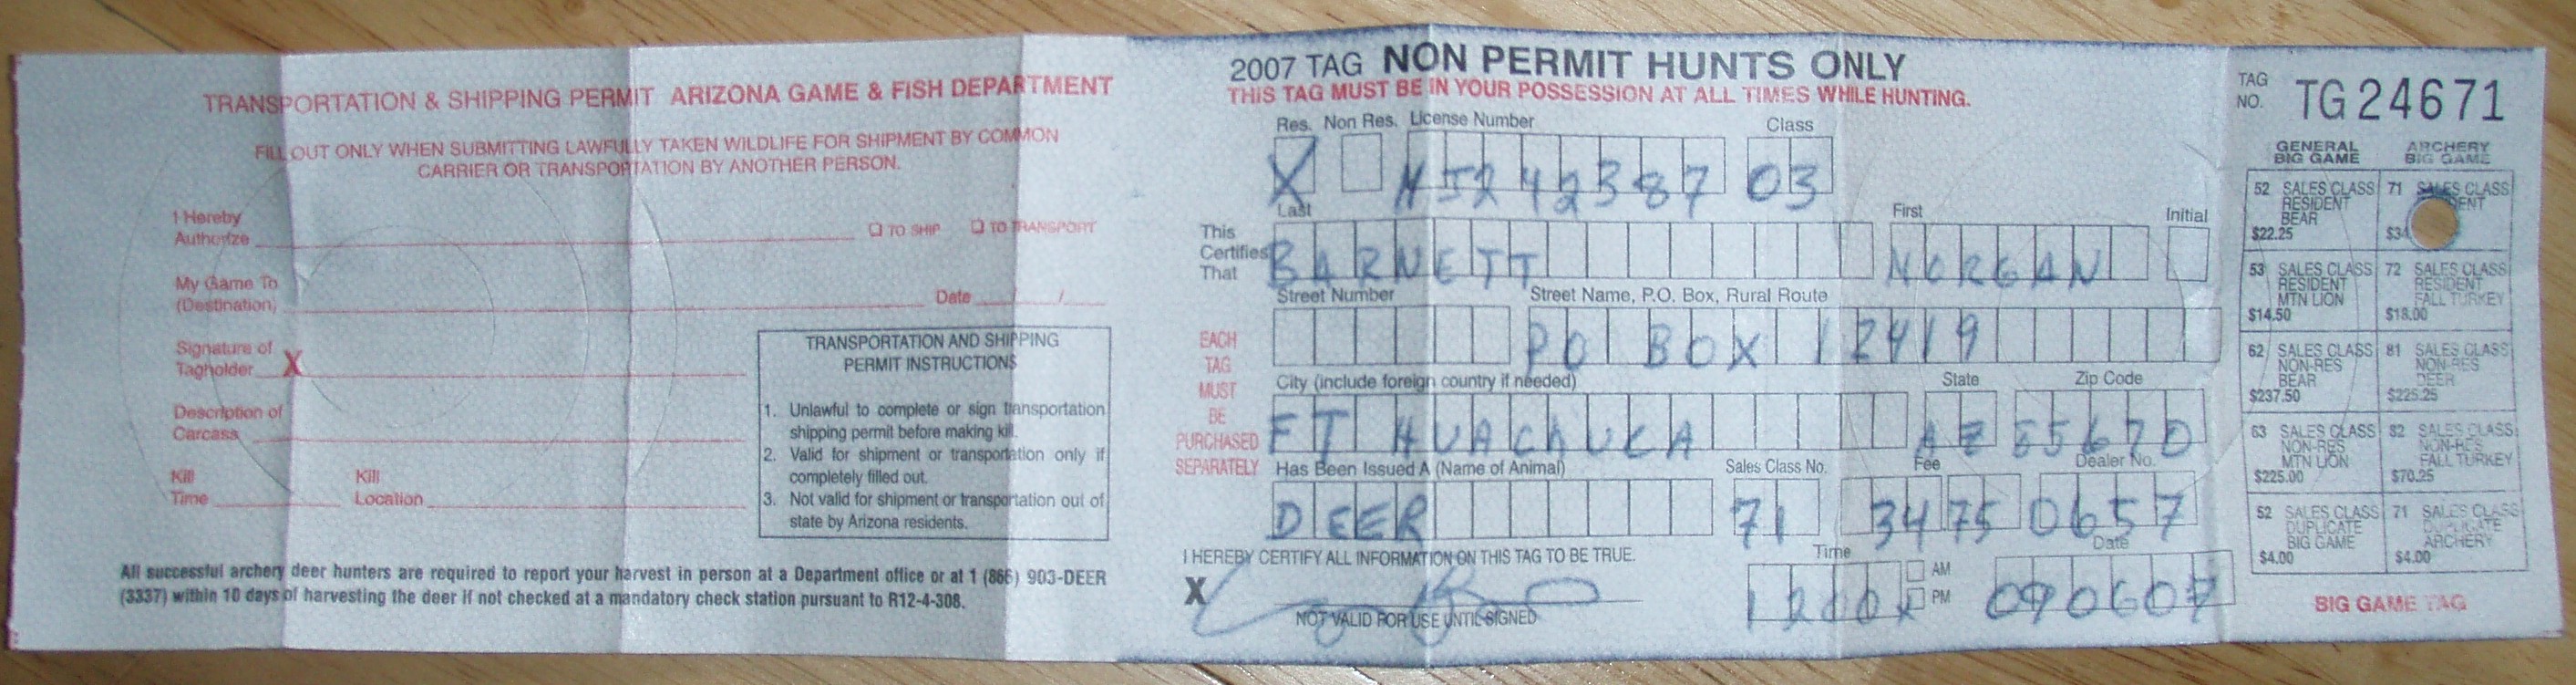 TRANSPORTATION & SHIPPING PERMIT ARIZONA GAME & FISH DEPARTMENT
FILL OUT ONLY WHEN SUBMITTING LAWFULLY TAKEN WILDLIFE FOR SHIPMENT BY COMMON
CARRIER OR TRANSPORTATION BY ANOTHER PERSON.
I Hereby
Authorize TO SHIP TO TRANSPORT
My Game To
(Destination) Date / /
Signature of
Tagholder X
Description of
Carcass
Kill Kill
Time Location
TRANSPORTATION AND SHIPPING
PERMIT INSTRUCTIONS
1. Unlawful to complete or sign transportation
shipping permit before making kill.
2. Valid for shipment or transportation only if
completely filled out.
3. Not valid for shipment or transportation out of
state by Arizona residents.
All successful archery deer hunters are required to report your harvest in person at a Department office or at 1 (866) 903-DEER
(3337) within 10 days of harvesting the deer if not checked at a mandatory check station pursuant to R12-4-308.
2007 TAG NON PERMIT HUNTS ONLY
THIS TAG MUST BE IN YOUR POSSESSION AT ALL TIMES WHILE HUNTING.
Res. Non Res. License Number Class
X 03
Last First Initial
This
Certifies
That
BARNETT MORGAN
Street Number Street Name, P.O. Box, Rural Route
PO BOX 12419
EACH
TAG
MUST
BE
PURCHASED
SEPARATELY
City (include foreign country if needed) State Zip Code
FT HUACHUCA AZ
Has Been Issued A (Name of Animal) Sales Class No. Fee Dealer No.
DEER 71 34 75 0657
I HEREBY CERTIFY ALL INFORMATION ON THIS TAG TO BE TRUE. Time Date
X 1200 AM
PM 090607
NOT VALID FOR USE UNTIL SIGNED
TAG
NO. TG 24671
GENERAL
BIG GAME
ARCHERY
BIG GAME
52 SALES CLASS
RESIDENT
BEAR
$22.25
71 SALES CLASS
53 SALES CLASS
RESIDENT
MTN LION
$14.50
72 SALES CLASS
RESIDENT
FALL TURKEY
$18.00
62 SALES CLASS
NON-RES
BEAR
$237.50
81 SALES CLASS
NON-RES
DEER
$225.25
63 SALES CLASS
NON-RES
MTN LION
$225.00
82 SALES CLASS
NON-RES
FALL TURKEY
$70.25
52 SALES CLASS
DUPLICATE
BIG GAME
$4.00
71 SALES CLASS
DUPLICATE
ARCHERY
$4.00
BIG GAME TAG